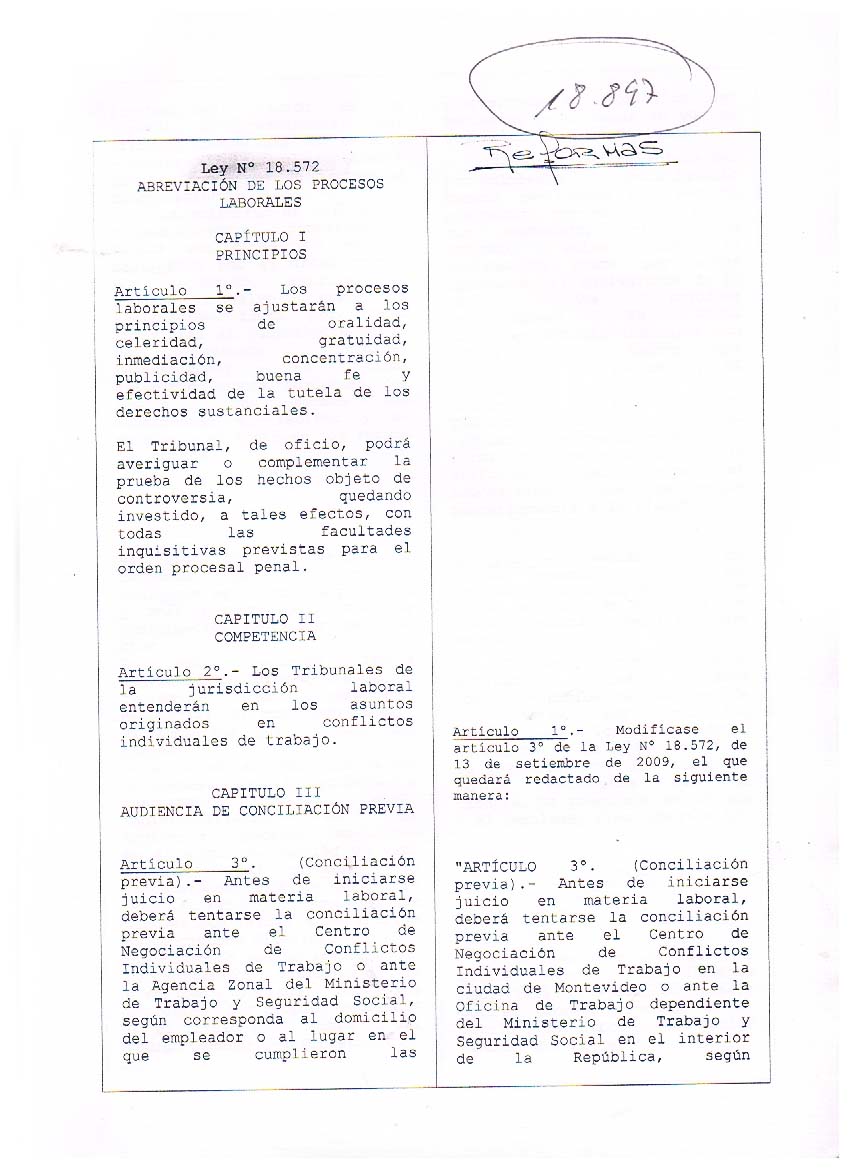 18.847
Reformas
Ley N° 18.572
ABREVIACIÓN DE LOS PROCESOS
LABORALES
CAPÍTULO I
PRINCIPIOS
Artículo 1°.- Los procesos
laborales se ajustarán a los
principios de oralidad,
celeridad, gratuidad,
inmediación, concentración,
publicidad, buena fe y
efectividad de la tutela de los
derechos sustanciales.
El Tribunal, de oficio, podrá
averiguar o complementar la
prueba de los hechos objeto de
controversia, quedando
investido, a tales efectos, con
todas las facultades
inquisitivas previstas para el
orden procesal penal.
CAPITULO II
COMPETENCIA
Artículo 2°.- Los Tribunales de
la jurisdicción laboral
entenderán en los asuntos
originados en conflictos
individuales de trabajo.
CAPITULO III
AUDIENCIA DE CONCILIACIÓN PREVIA
Artículo 3°. (Conciliación
previa).- Antes de iniciarse
juicio en materia laboral,
deberá tentarse la conciliación
previa ante el Centro de
Negociación de Conflictos
Individuales de Trabajo o ante
la Agencia Zonal del Ministerio
de Trabajo y Seguridad Social,
según corresponda al domicilio
del empleador o al lugar en el
que se cumplieron las
Artículo 1°.- Modifícase el
artículo 3° de la Ley N° 18.572, de
13 de setiembre de 2009, el que
quedará redactado de la siguiente
manera:
"ARTÍCULO 3°. (Conciliación
previa).- Antes de iniciarse
juicio en materia laboral,
deberá tentarse la conciliación
previa ante el Centro de
Negociación de Conflictos
Individuales de Trabajo en la
ciudad de Montevideo o ante la
Oficina de Trabajo dependiente
del Ministerio de Trabajo y
Seguridad Social en el interior
de la República, según